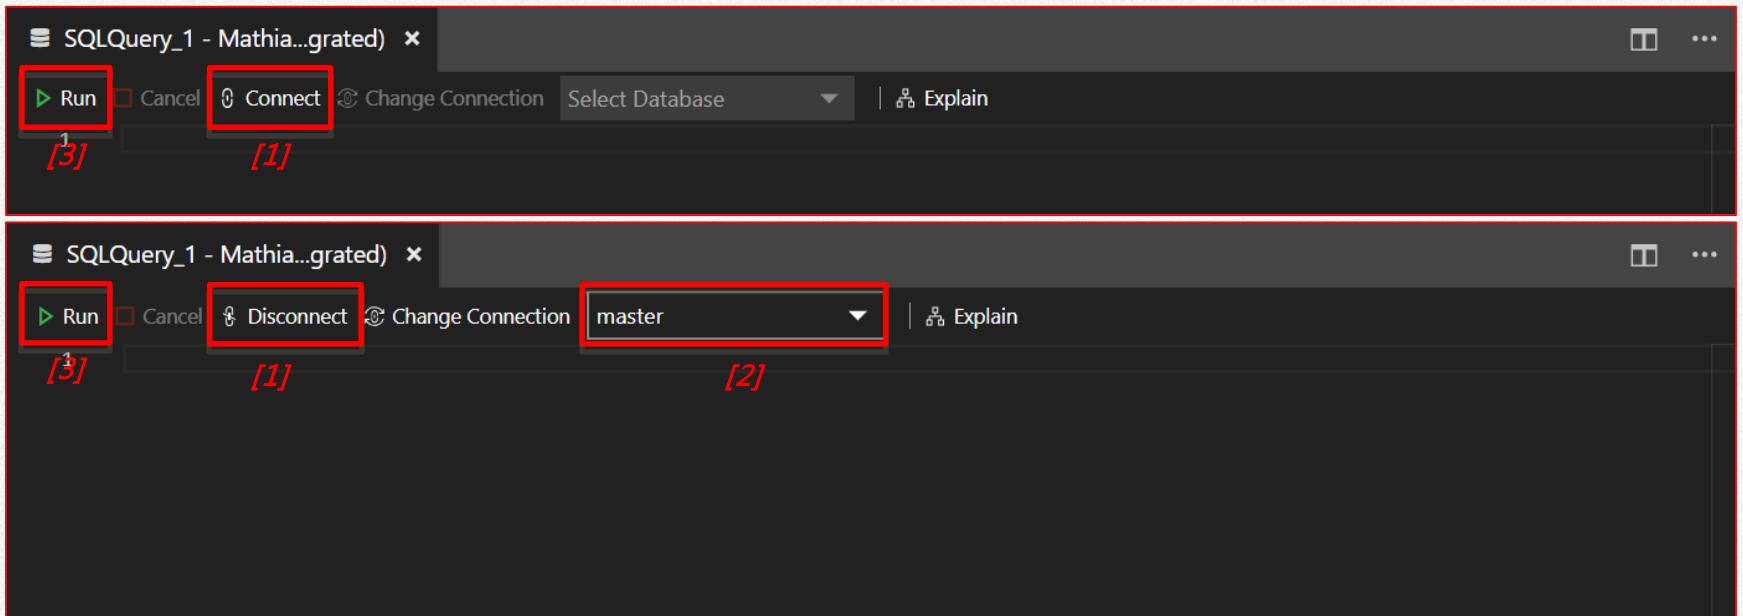 SQLQuery_1 - Mathia...grated)
Run Cancel Connect Change Connection Select Database Explain
1
[3] [1]
SQLQuery_1 - Mathia...grated)
Run Cancel Disconnect Change Connection master Explain
1
[3] [1] [2]